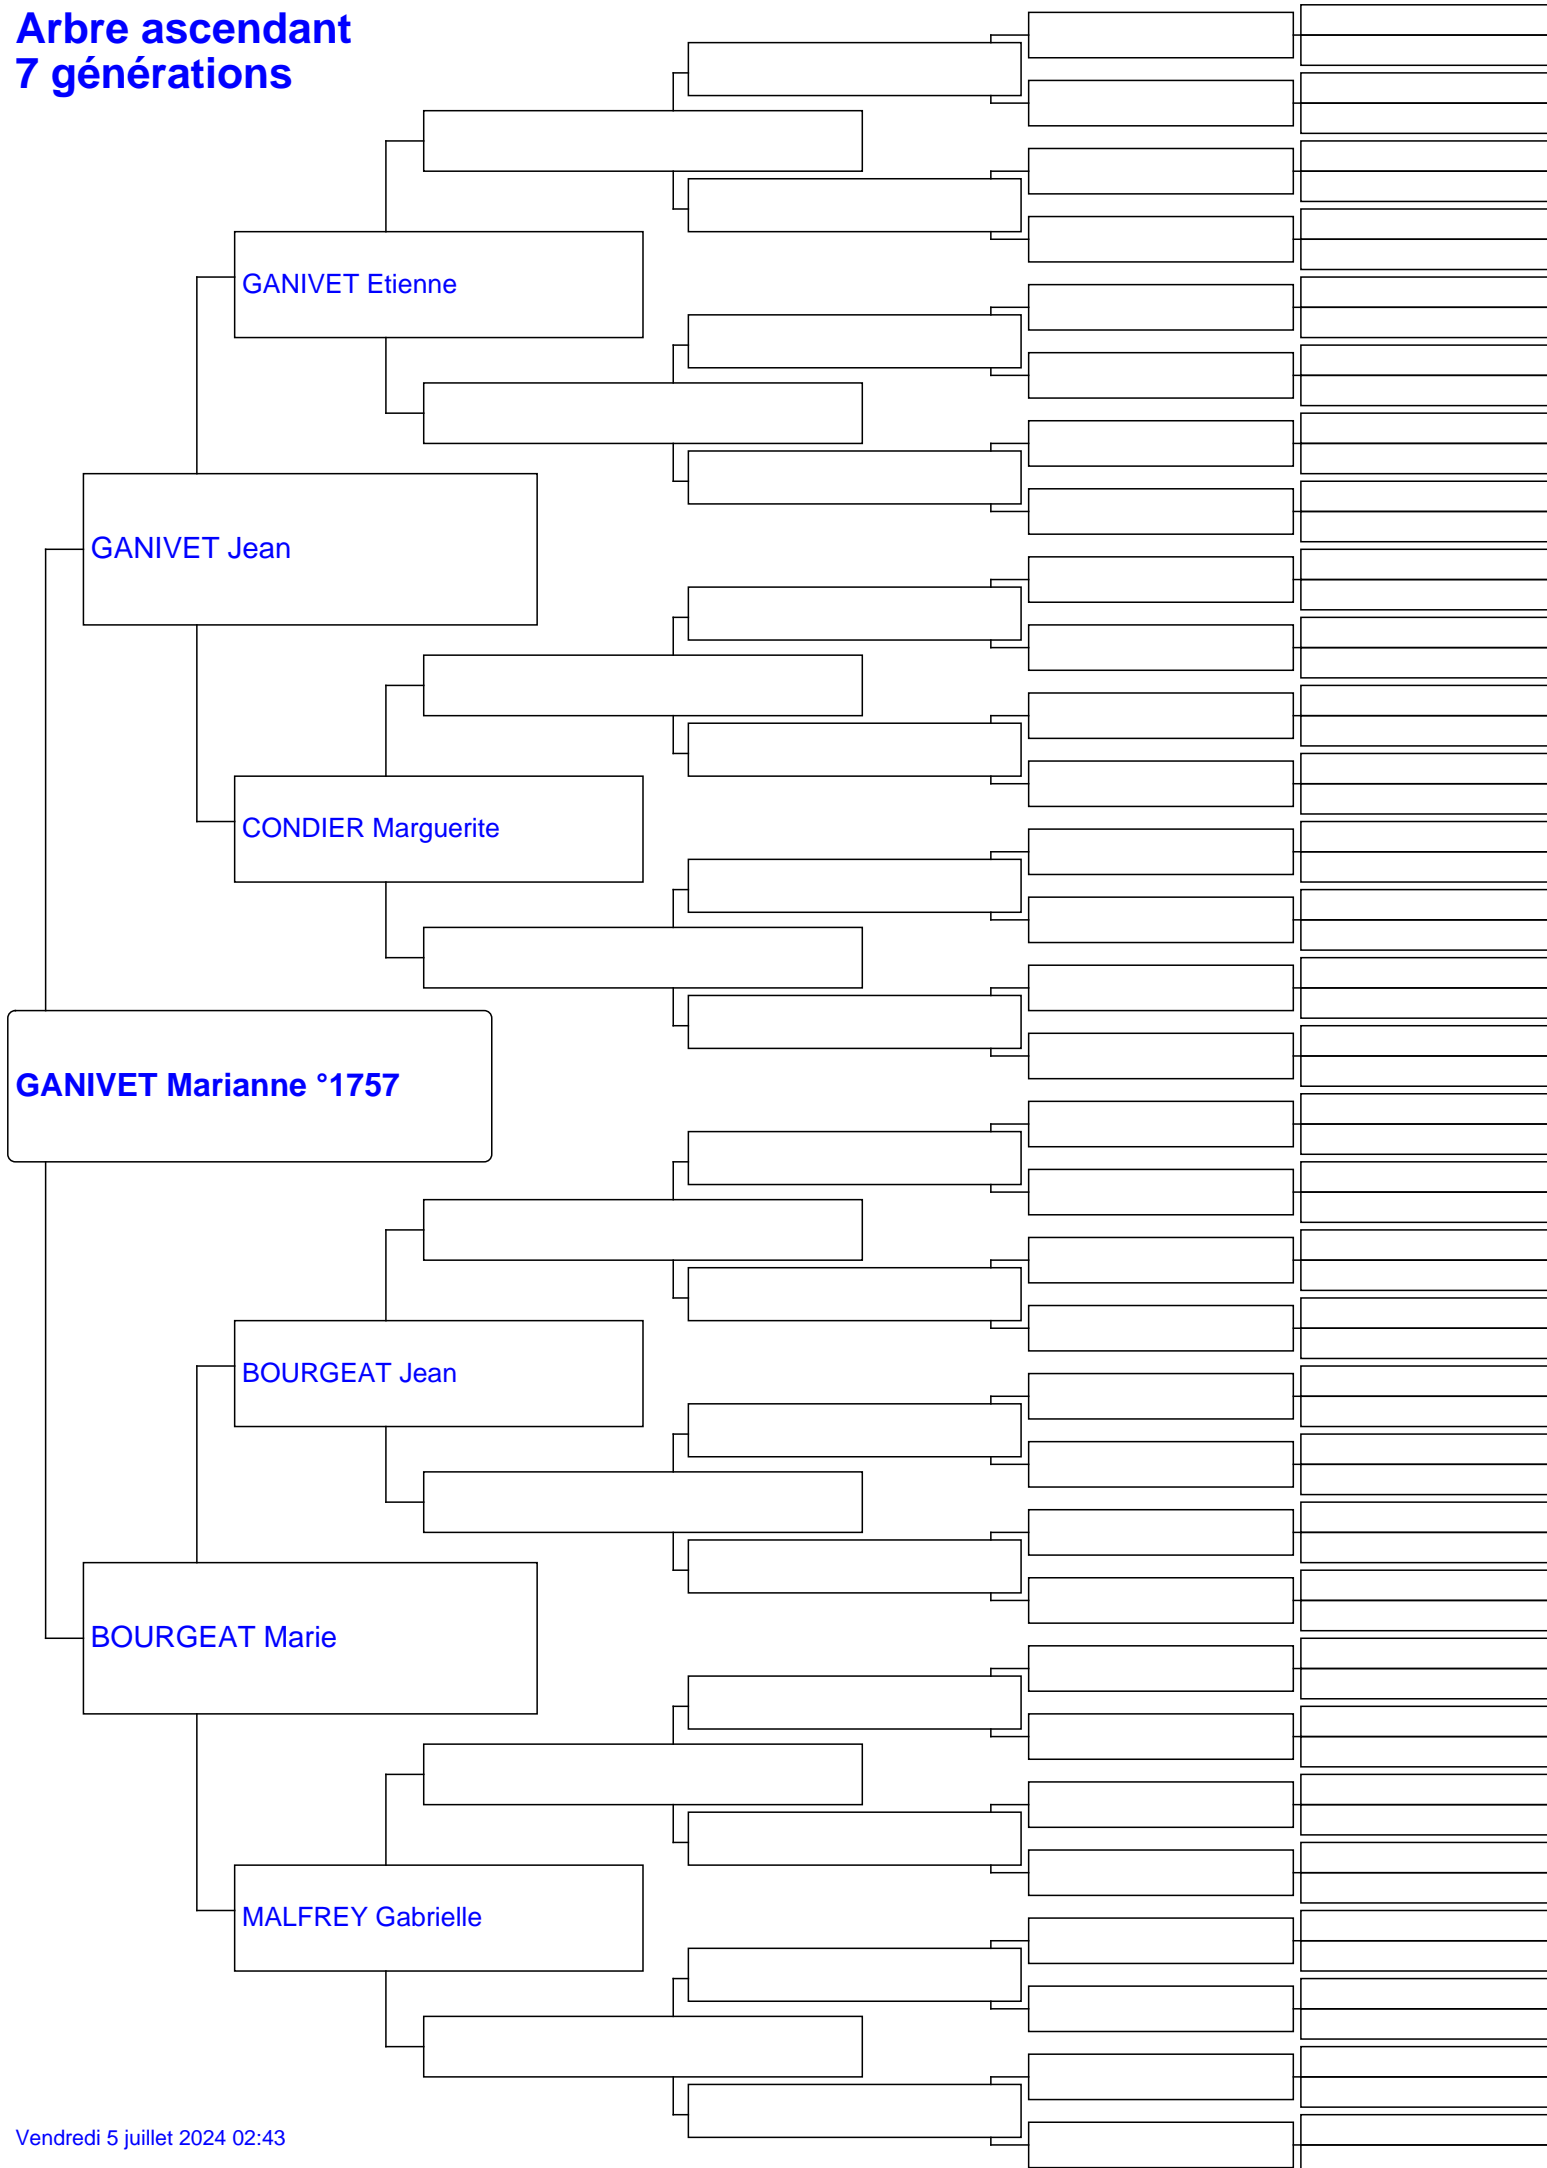 Arbre ascendant
7 générations
GANIVET Etienne
GANIVET Jean
CONDIER Marguerite
GANIVET Marianne °1757
BOURGEAT Jean
BOURGEAT Marie
MALFREY Gabrielle
Vendredi 5 juillet 2024 02:43